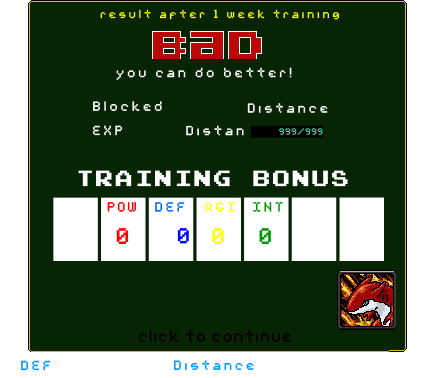 result after 1 week training
BAD
you can do better!
Blocked Distance
EXP Distan 999/999
TRAINING BONUS
POW DEF AGI INT
0 0 0 0
click to continue
DEF Distance